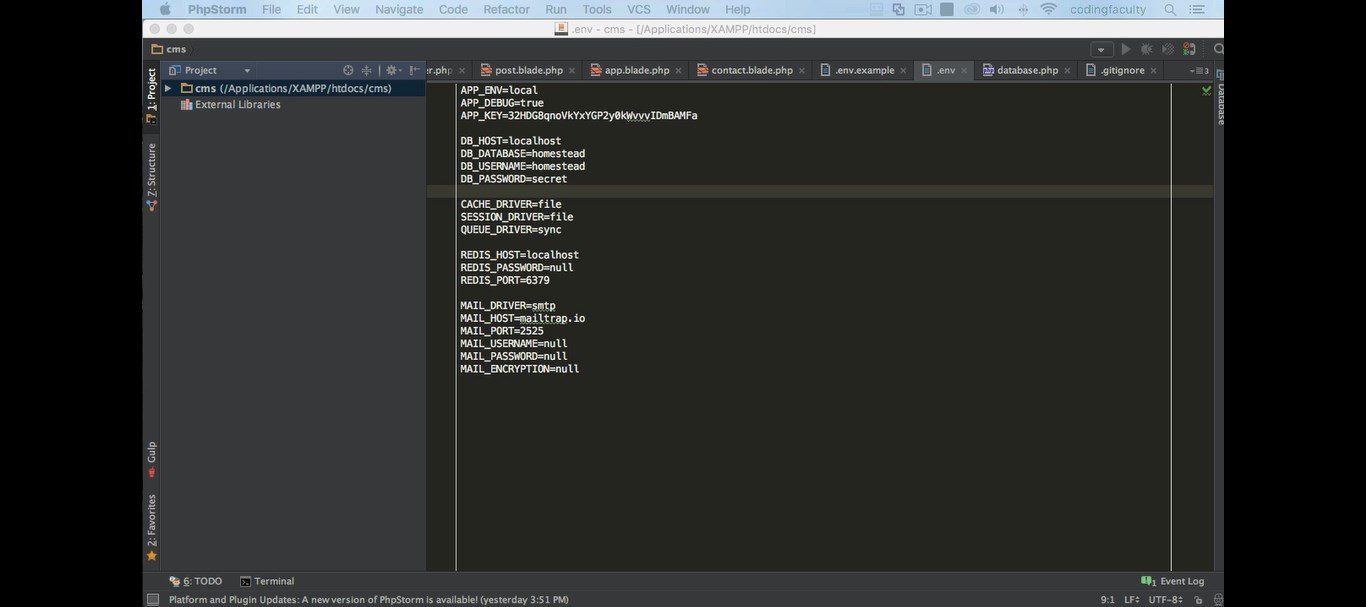 PhpStorm File Edit View Navigate Code Refactor Run Tools VCS Window Help codingfacuity
.env - cms - [/Applications/XAMPP/htdocs/cms]
cms
Project er.php post.blade.php app.blade.php contact.blade.php .env.example .env database.php .gitignore
1: Project
Z: Structure
Gulp
2: Favorites
Database
cms (/Applications/XAMPP/htdocs/cms)
External Libraries
APP_ENV=local
APP_DEBUG=true
APP_KEY=32HDG8qnoVkYxYGP2y0kWvvvIDmBAMFa
DB_HOST=localhost
DB_DATABASE=homestead
DB_USERNAME=homestead
DB_PASSWORD=secret
CACHE_DRIVER=file
SESSION_DRIVER=file
QUEUE_DRIVER=sync
REDIS_HOST=localhost
REDIS_PASSWORD=null
REDIS_PORT=6379
MAIL_DRIVER=smtp
MAIL_HOST=mailtrap.io
MAIL_PORT=2525
MAIL_USERNAME=null
MAIL_PASSWORD=null
MAIL_ENCRYPTION=null
6: TODO Terminal 1 Event Log
Platform and Plugin Updates: A new version of PhpStorm is available! (yesterday 3:51 PM) 9:1 LF UTF-8